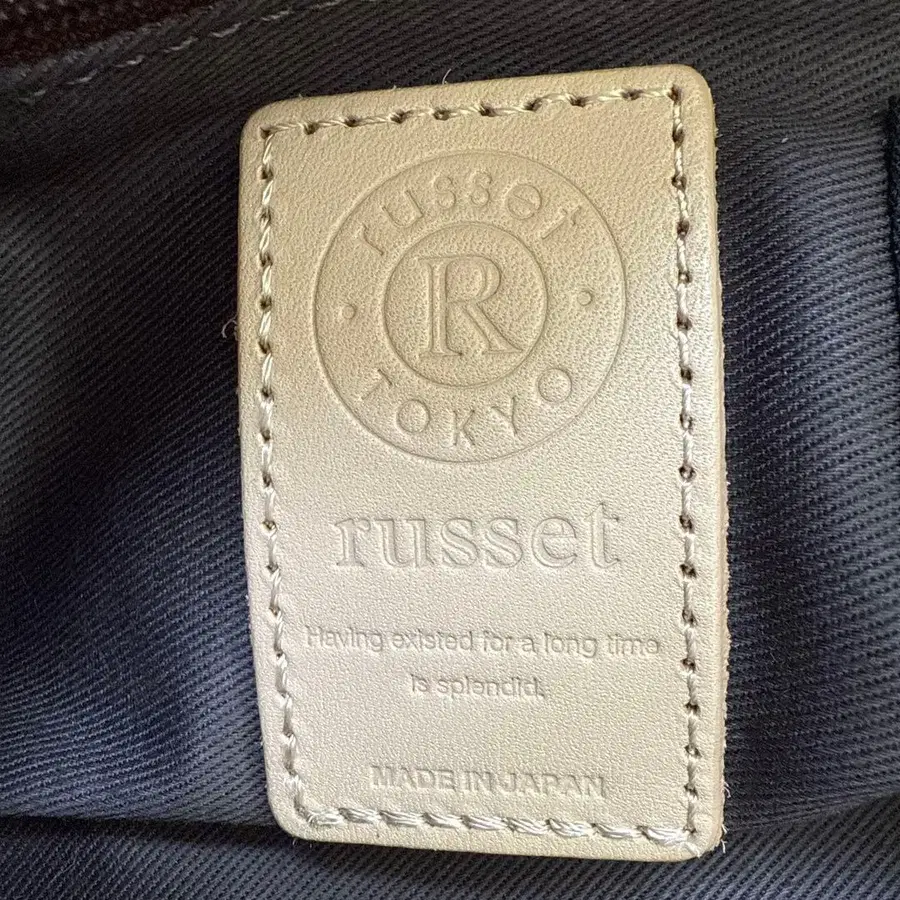 russet
R
TOKYO
russet
Having existed for a long time
is splendid.
MADE IN JAPAN